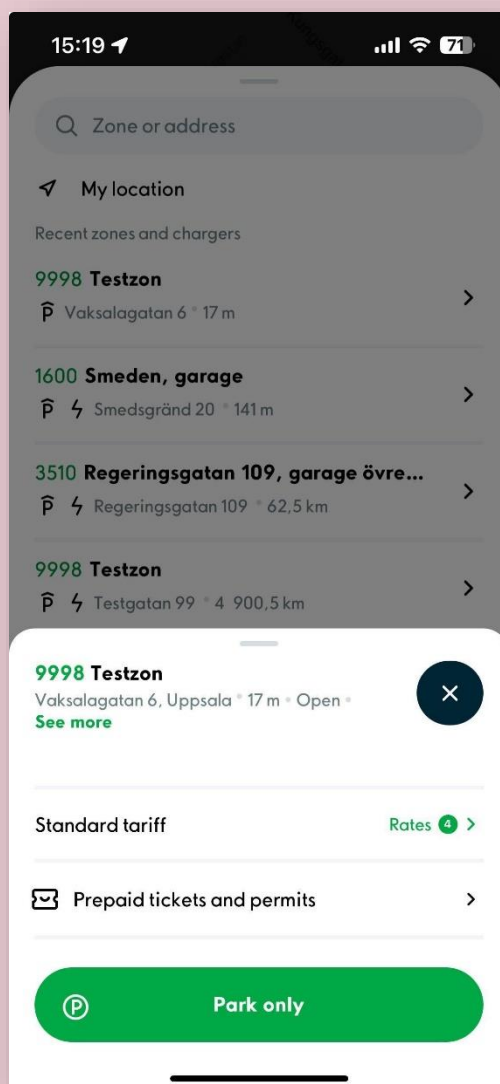 15:19
71
Zone or address
My location
Recent zones and chargers
9998 Testzon
Vaksalagatan 6 • 17 m
1600 Smeden, garage
Smedsgränd 20 • 141 m
3510 Regeringsgatan 109, garage övre...
Regeringsgatan 109 • 62,5 km
9998 Testzon
Testgatan 99 • 4 900,5 km
9998 Testzon
Vaksalagatan 6, Uppsala • 17 m • Open •
See more
Standard tariff
Rates 4
Prepaid tickets and permits
P Park only